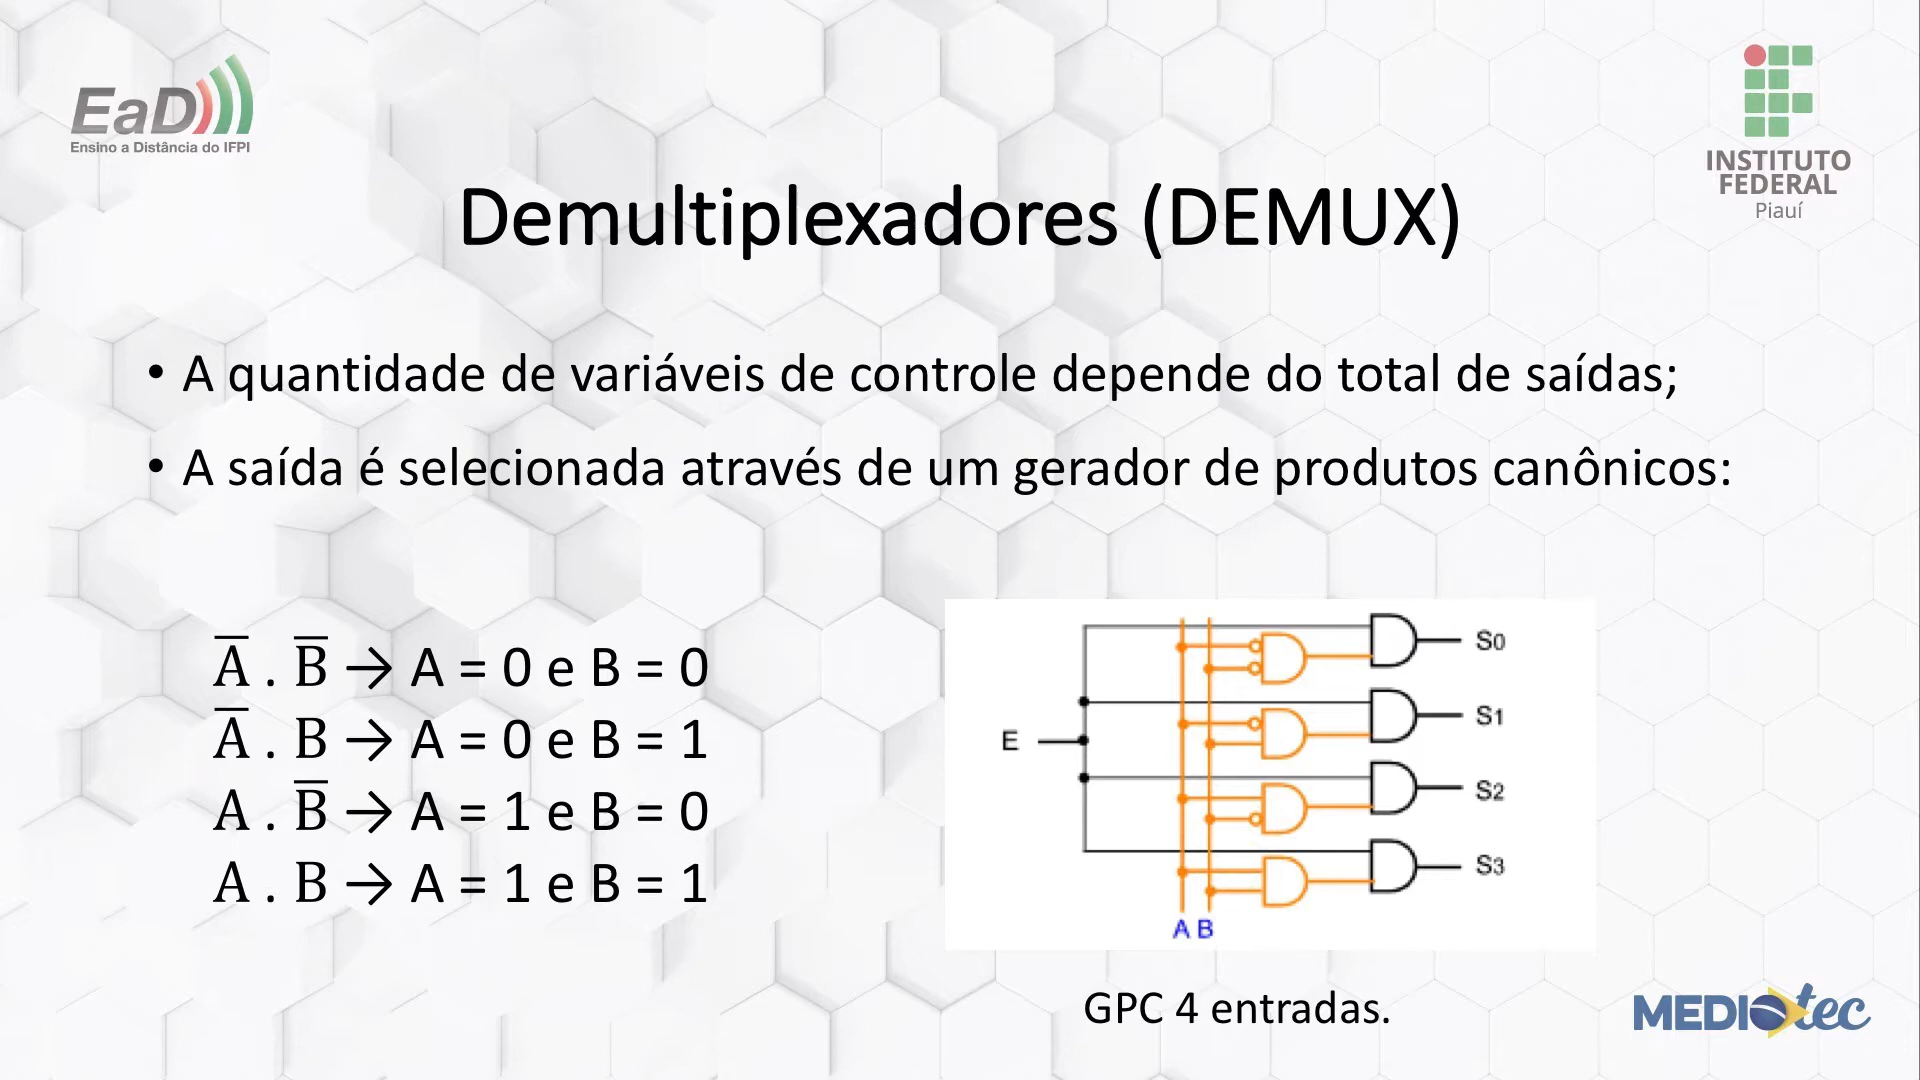 EaD
Ensino a Distância do IFPI
INSTITUTO
FEDERAL
Piauí
Demultiplexadores (DEMUX)
• A quantidade de variáveis de controle depende do total de saídas;
• A saída é selecionada através de um gerador de produtos canônicos:
A̅ . B̅ → A = 0 e B = 0
A̅ . B → A = 0 e B = 1
A . B̅ → A = 1 e B = 0
A . B → A = 1 e B = 1
S0
S1
E
S2
S3
A B
GPC 4 entradas.
MEDIOtec